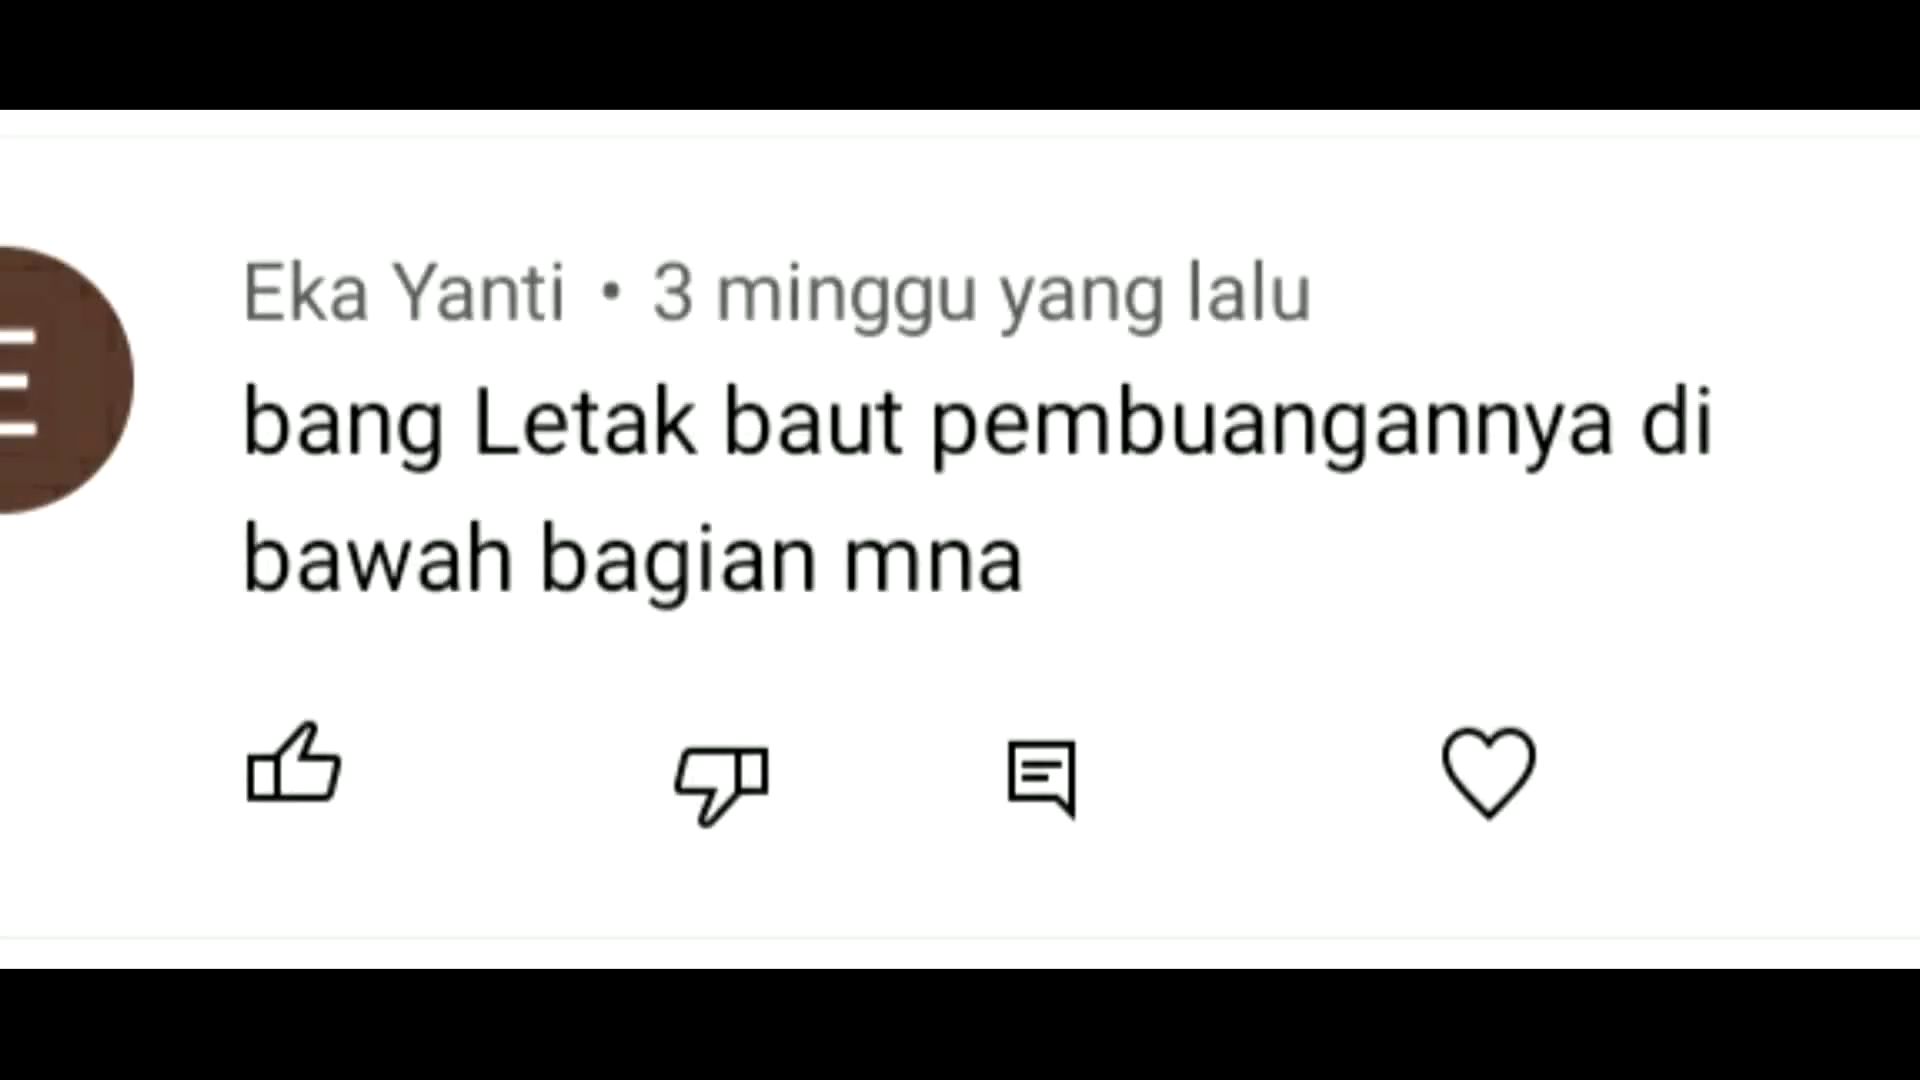 E
Eka Yanti • 3 minggu yang lalu
bang Letak baut pembuangannya di
bawah bagian mna